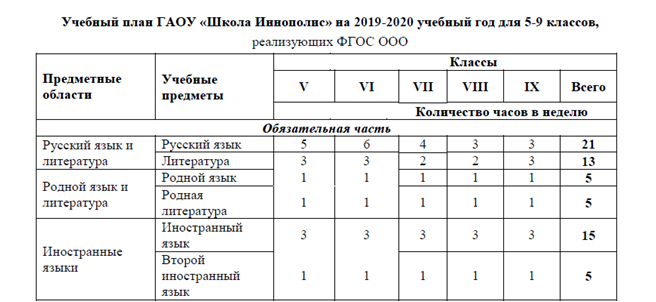 Учебный план ГАОУ «Школа Иннополис» на 2019-2020 учебный год для 5-9 классов,
реализующих ФГОС ООО
Предметные области Учебные предметы Классы
V VI VII VIII IX Всего
Количество часов в неделю
Обязательная часть
Русский язык и литература Русский язык 5 6 4 3 3 21
Литература 3 3 2 2 3 13
Родной язык и литература Родной язык 1 1 1 1 1 5
Родная литература 1 1 1 1 1 5
Иностранные языки Иностранный язык 3 3 3 3 3 15
Второй иностранный язык 1 1 1 1 1 5